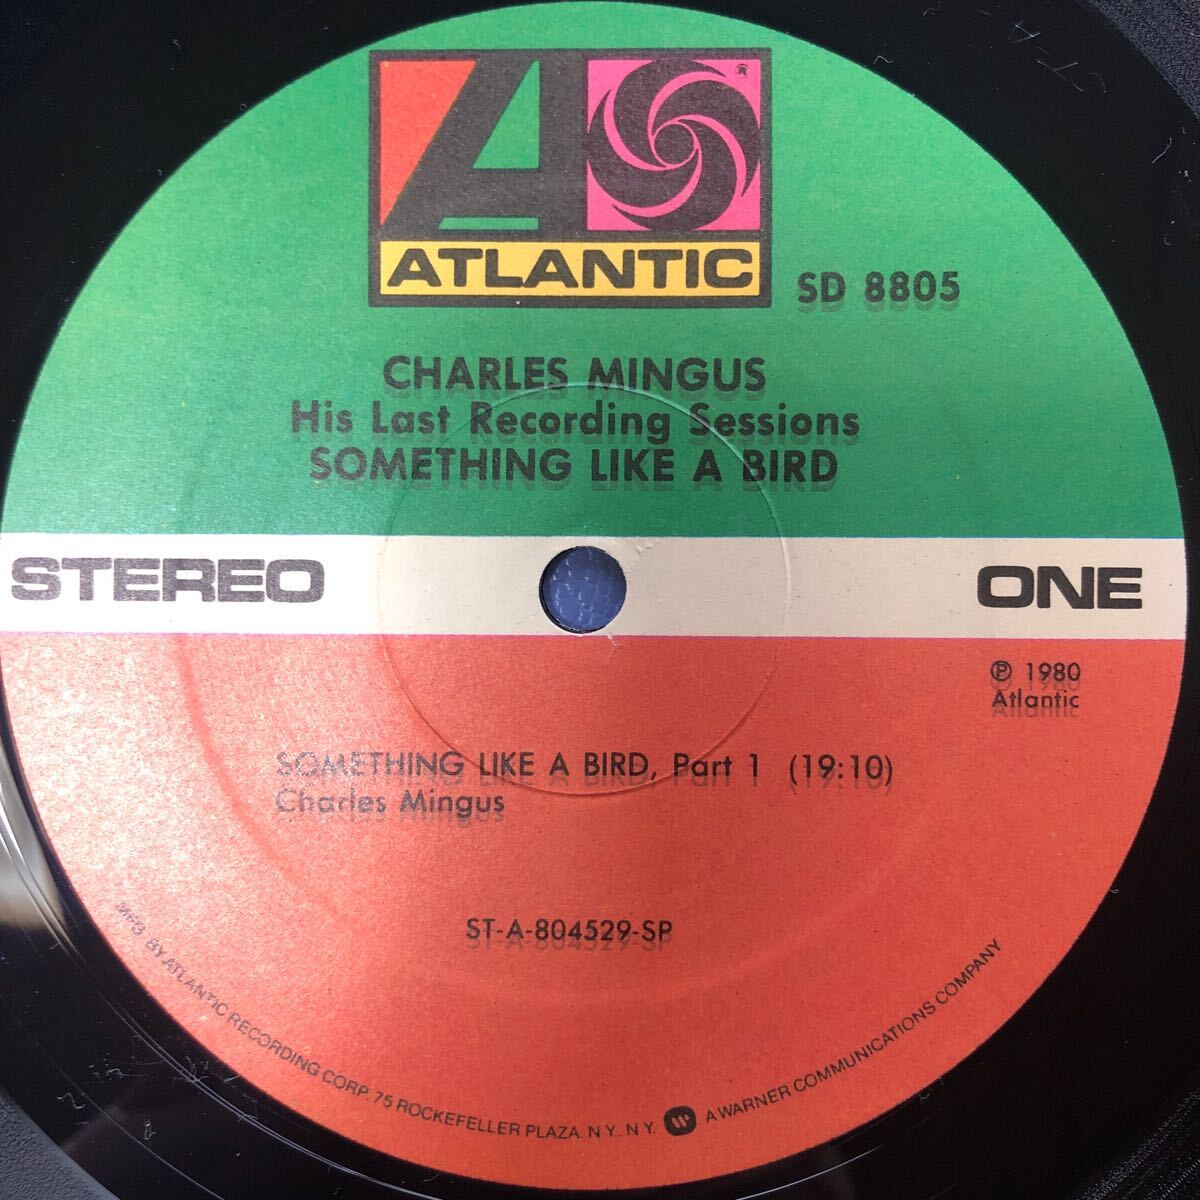 ATLANTIC
SD 8805
CHARLES MINGUS
His Last Recording Sessions
SOMETHING LIKE A BIRD
STEREO
ONE
℗ 1980
Atlantic
SOMETHING LIKE A BIRD, Part 1 (19:10)
Charles Mingus
ST-A-804529-SP
MFG. BY ATLANTIC RECORDING CORP. 75 ROCKEFELLER PLAZA. N.Y. N.Y. A WARNER COMMUNICATIONS COMPANY